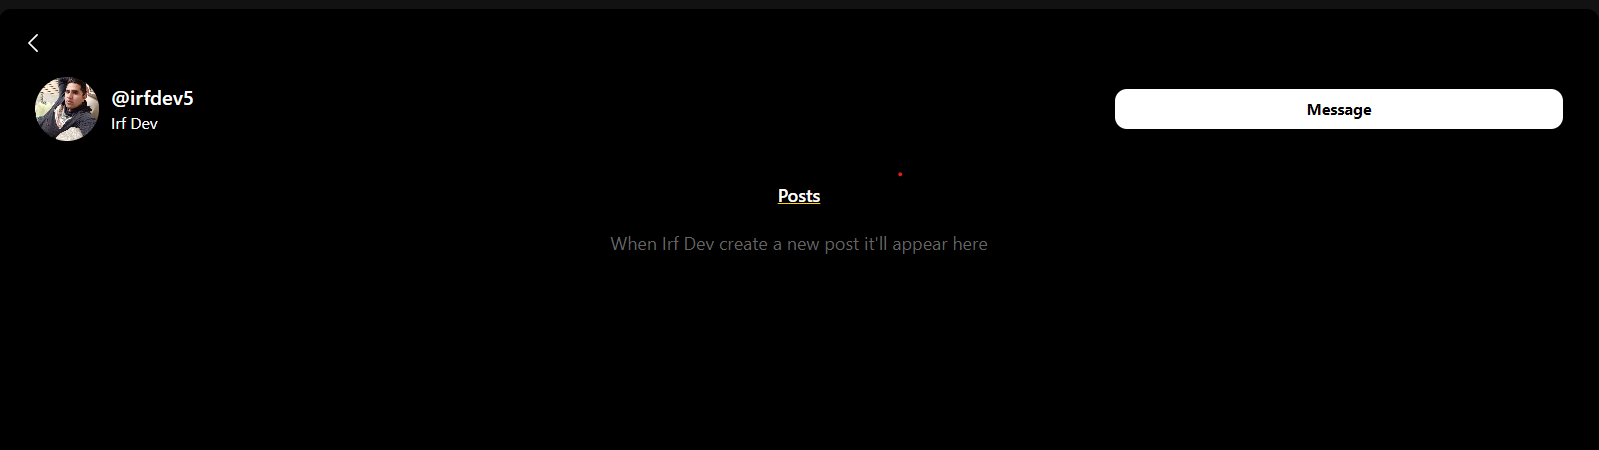 @irfdev5
Irf Dev
Message
Posts
When Irf Dev create a new post it'll appear here